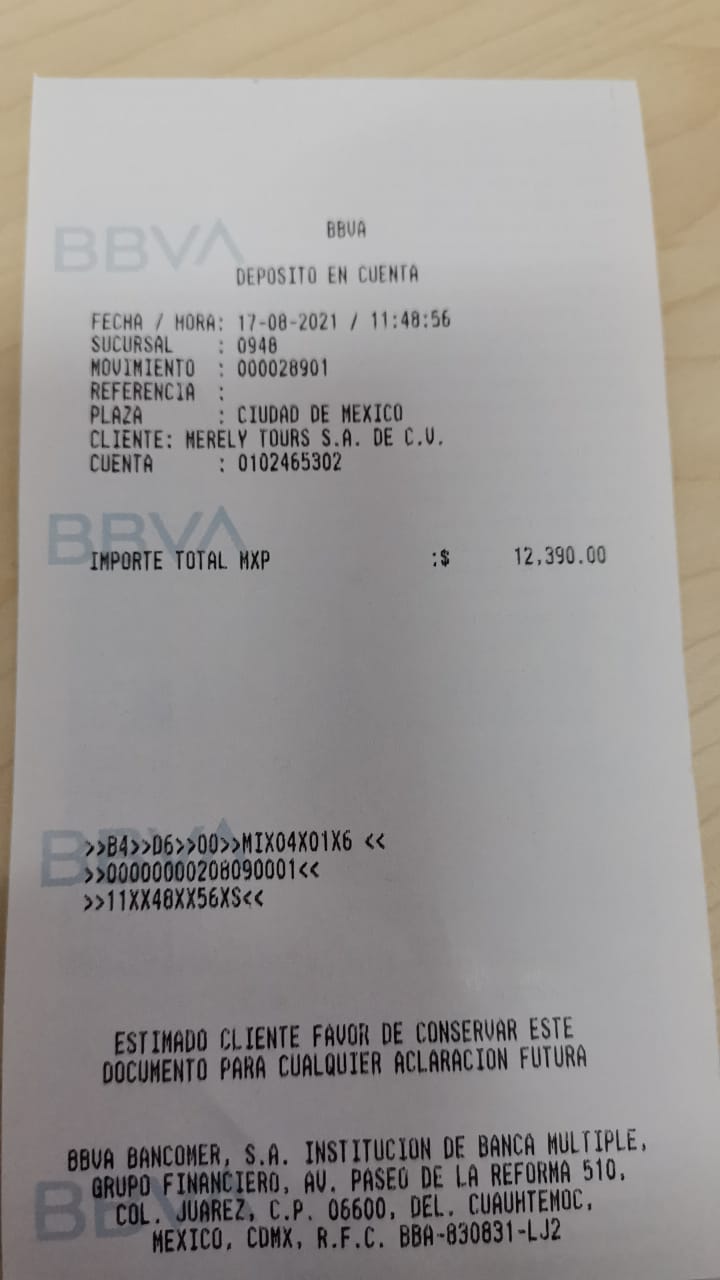 BBVA
DEPOSITO EN CUENTA
FECHA / HORA: 17-08-2021 / 11:48:56
SUCURSAL : 0948
MOVIMIENTO : 000028901
REFERENCIA :
PLAZA : CIUDAD DE MEXICO
CLIENTE: MERELY TOURS S.A. DE C.V.
CUENTA : 0102465302
BBVA
IMPORTE TOTAL MXP :$ 12,390.00
>>B4>>D6>>00>>MIX04X01X6 <<
>>00000000208090001<<
>>11XX48XX56XS<<
ESTIMADO CLIENTE FAVOR DE CONSERVAR ESTE
DOCUMENTO PARA CUALQUIER ACLARACION FUTURA
BBVA BANCOMER, S.A. INSTITUCION DE BANCA MULTIPLE,
GRUPO FINANCIERO, AV. PASEO DE LA REFORMA 510,
COL. JUAREZ, C.P. 06600, DEL. CUAUHTEMOC,
MEXICO, CDMX, R.F.C. BBA-830831-LJ2